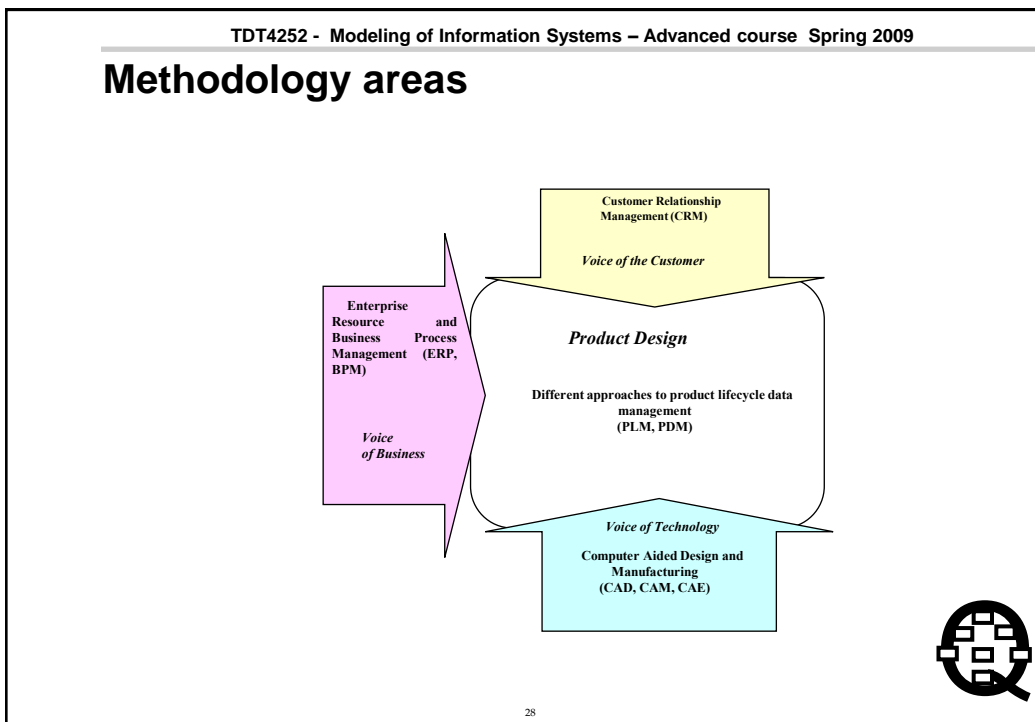 TDT4252 - Modeling of Information Systems – Advanced course Spring 2009
Methodology areas
Customer Relationship
Management (CRM)
Voice of the Customer
Enterprise
Resource and
Business Process
Management (ERP,
BPM)
Voice
of Business
Product Design
Different approaches to product lifecycle data
management
(PLM, PDM)
Voice of Technology
Computer Aided Design and
Manufacturing
(CAD, CAM, CAE)
28